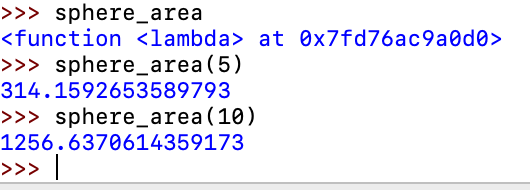 >>> sphere_area
<function <lambda> at 0x7fd76ac9a0d0>
>>> sphere_area(5)
314.1592653589793
>>> sphere_area(10)
1256.6370614359173
>>>